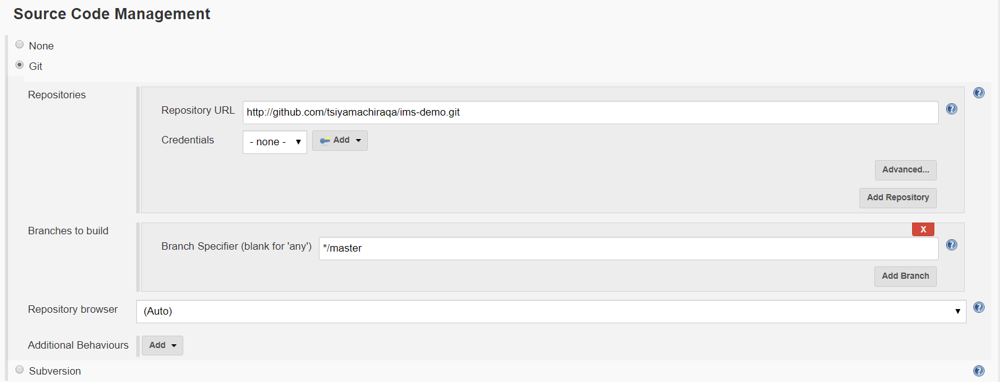 Source Code Management
None
Git
Repositories
Repository URL http://github.com/tsiyamachiraqa/ims-demo.git
Credentials - none - Add
Advanced...
Add Repository
Branches to build
X
Branch Specifier (blank for 'any') */master
Add Branch
Repository browser (Auto)
Additional Behaviours Add
Subversion